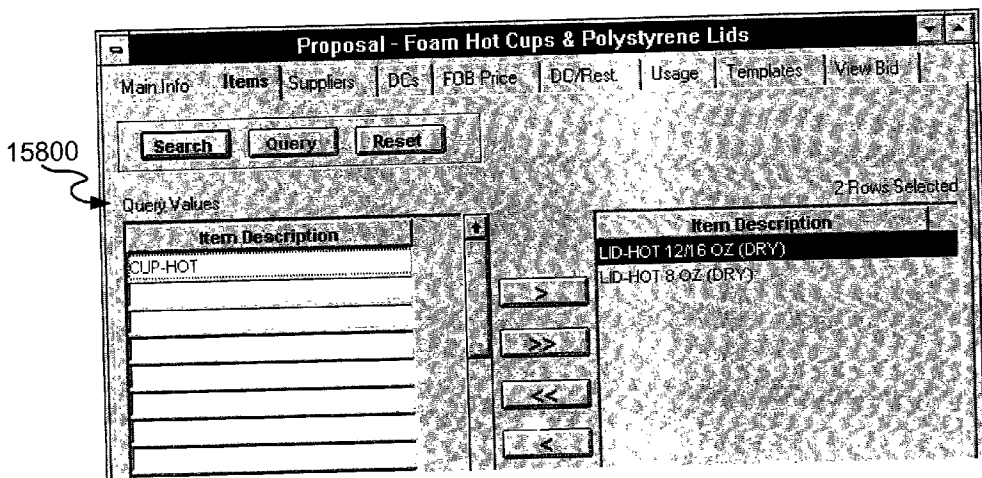 Proposal - Foam Hot Cups & Polystyrene Lids
Main Info Items Suppliers DCs FOB Price DC/Rest. Usage Templates View Bid
Search Query Reset
15800
2 Rows Selected
Query Values
Item Description
CUP-HOT
Item Description
LID-HOT 12/16 OZ (DRY)
LID-HOT 8 OZ (DRY)
>
>>
<<
<